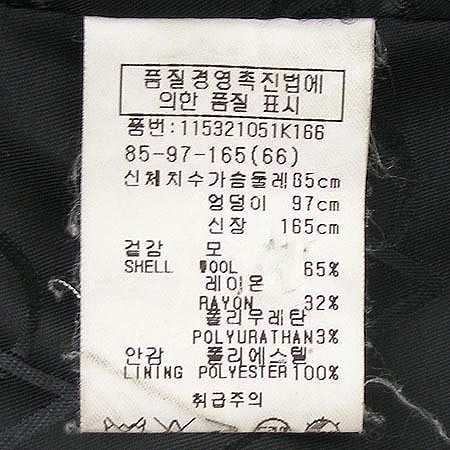 품질경영촉진법에
의한 품질 표시
품번:115321051K166
85-97-165(66)
신체치수가슴둘레85cm
엉덩이 97cm
신장 165cm
겉감 모
SHELL WOOL 65%
레이온
RAYON 32%
폴리우레탄
POLYURATHAN3%
안감 폴리에스텔
LINING POLYESTER100%
취급주의